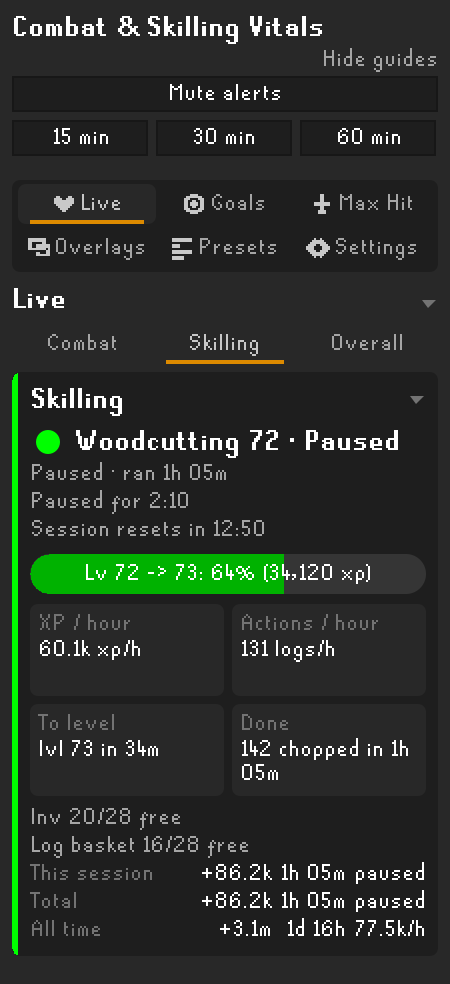 Combat & Skilling Vitals
Hide guides
Mute alerts
15 min 30 min 60 min
Live Goals Max Hit
Overlays Presets Settings
Live
Combat Skilling Overall
Skilling
Woodcutting 72 · Paused
Paused · ran 1h 05m
Paused for 2:10
Session resets in 12:50
Lv 72 -> 73: 64% (34,120 xp)
XP / hour Actions / hour
60.1k xp/h 131 logs/h
To level Done
lvl 73 in 34m 142 chopped in 1h
05m
Inv 20/28 free
Log basket 16/28 free
This session +86.2k 1h 05m paused
Total +86.2k 1h 05m paused
All time +3.1m 1d 16h 77.5k/h